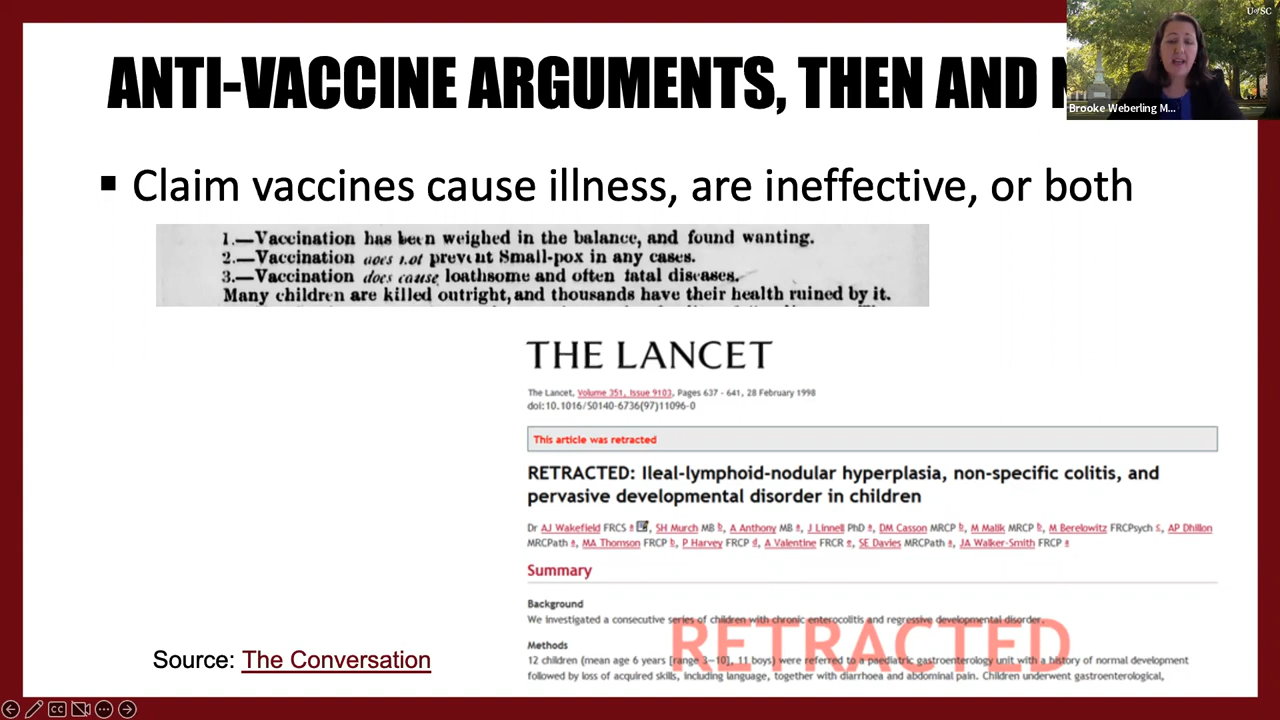 ANTI-VACCINE ARGUMENTS, THEN AND
UofSC
Brooke Weberling M...
▪ Claim vaccines cause illness, are ineffective, or both
1.—Vaccination has been weighed in the balance, and found wanting.
2.—Vaccination does not prevent Small-pox in any cases.
3.—Vaccination does cause loathsome and often fatal diseases.
Many children are killed outright, and thousands have their health ruined by it.
THE LANCET
The Lancet, Volume 351, Issue 9103, Pages 637 - 641, 28 February 1998
doi:10.1016/S0140-6736(97)11096-0
This article was retracted
RETRACTED: Ileal-lymphoid-nodular hyperplasia, non-specific colitis, and
pervasive developmental disorder in children
Dr AJ Wakefield FRCS a, SH Murch MB b, A Anthony MB a, J Linnell PhD a, DM Casson MRCP b, M Malik MRCP b, M Berelowitz FRCPsych c, AP Dhillon
MRCPath a, MA Thomson FRCP b, P Harvey FRCP d, A Valentine FRCR e, SE Davies MRCPath a, JA Walker-Smith FRCP a
Summary
Background
We investigated a consecutive series of children with chronic enterocolitis and regressive developmental disorder.
RETRACTED
Methods
12 children (mean age 6 years [range 3–10], 11 boys) were referred to a paediatric gastroenterology unit with a history of normal development
followed by loss of acquired skills, including language, together with diarrhoea and abdominal pain. Children underwent gastroenterological,
Source: The Conversation
CC